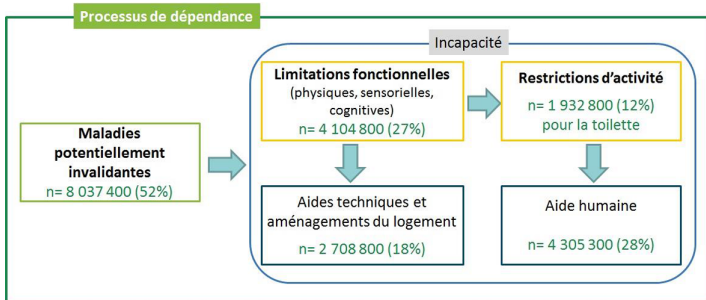 Processus de dépendance
Incapacité
Limitations fonctionnelles
(physiques, sensorielles,
cognitives)
n= 4 104 800 (27%)
Restrictions d'activité
n= 1 932 800 (12%)
pour la toilette
Maladies
potentiellement
invalidantes
n= 8 037 400 (52%)
Aides techniques et
aménagements du logement
n= 2 708 800 (18%)
Aide humaine
n= 4 305 300 (28%)